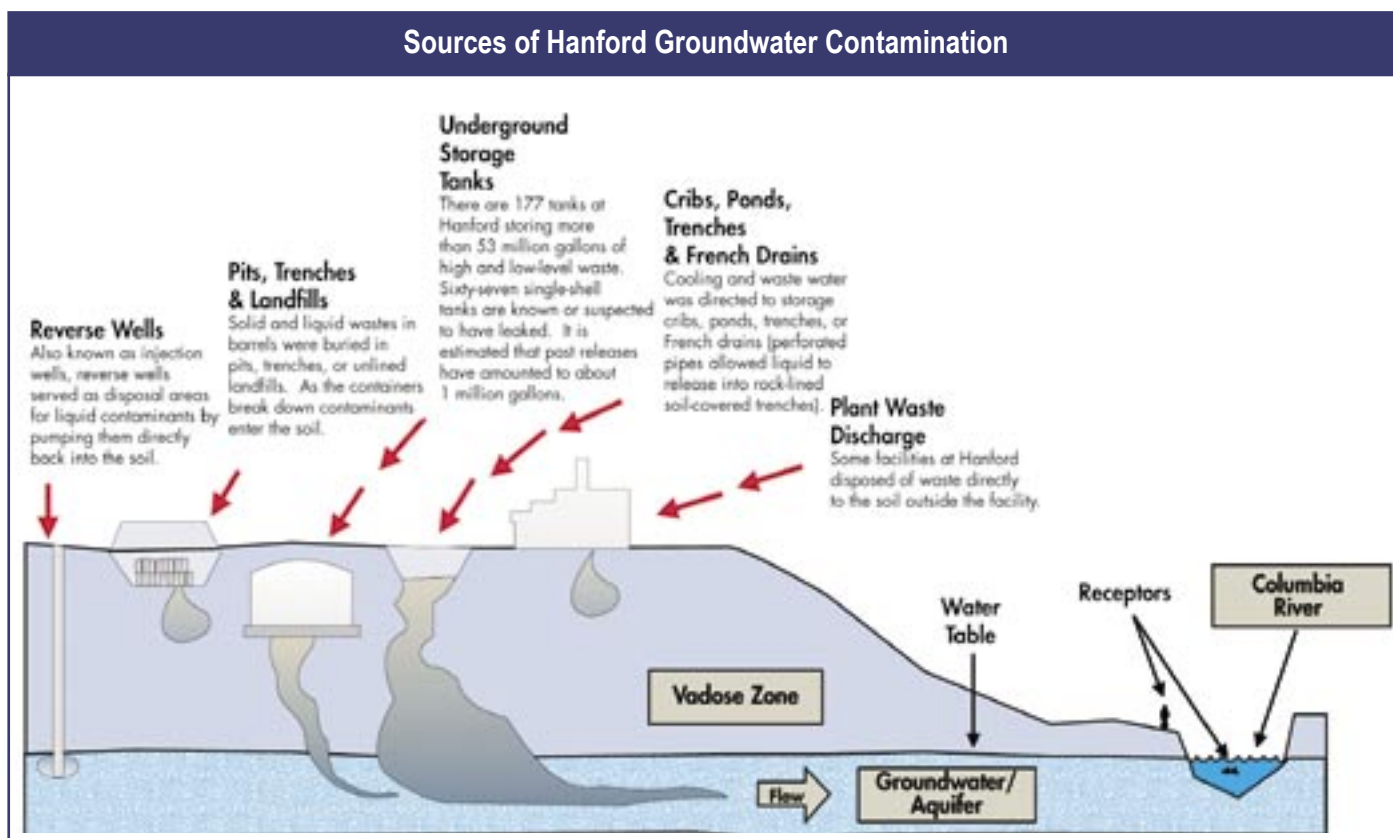 Sources of Hanford Groundwater Contamination
Reverse Wells
Also known as injection
wells, reverse wells
served as disposal areas
for liquid contaminants by
pumping them directly
back into the soil.
Pits, Trenches
& Landfills
Solid and liquid wastes in
barrels were buried in
pits, trenches, or unlined
landfills. As the containers
break down contaminants
enter the soil.
Underground
Storage
Tanks
There are 177 tanks at
Hanford storing more
than 53 million gallons of
high and low-level waste.
Sixty-seven single-shell
tanks are known or suspected
to have leaked. It is
estimated that past releases
have amounted to about
1 million gallons.
Cribs, Ponds,
Trenches
& French Drains
Cooling and waste water
was directed to storage
cribs, ponds, trenches, or
French drains (perforated
pipes allowed liquid to
release into rock-lined
soil-covered trenches).
Plant Waste
Discharge
Some facilities at Hanford
disposed of waste directly
to the soil outside the facility.
Water
Table
Receptors
Columbia
River
Vadose Zone
Flow
Groundwater/
Aquifer